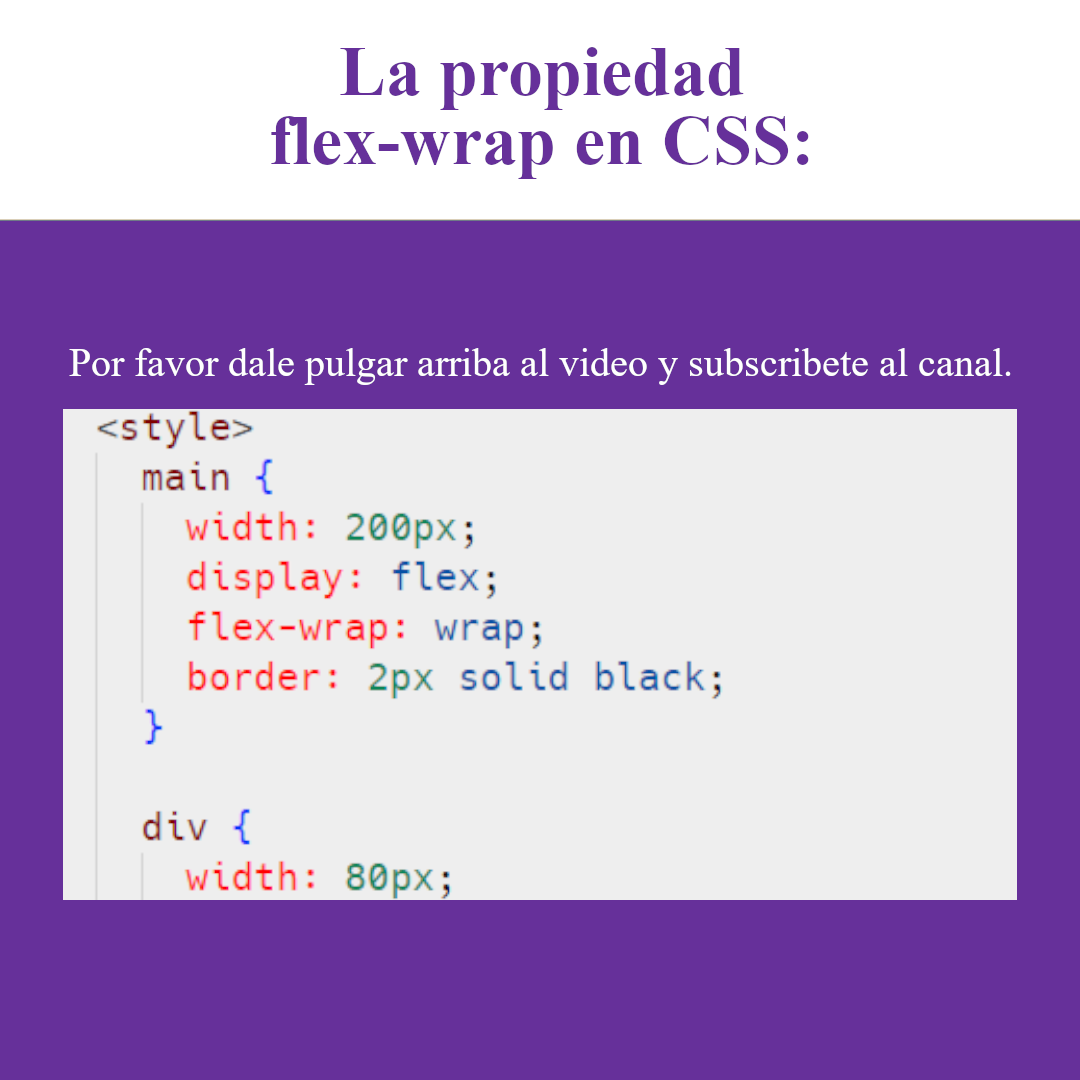 La propiedad
flex-wrap en CSS:
Por favor dale pulgar arriba al video y subscribete al canal.
<style>
main {
width: 200px;
display: flex;
flex-wrap: wrap;
border: 2px solid black;
}
div {
width: 80px;